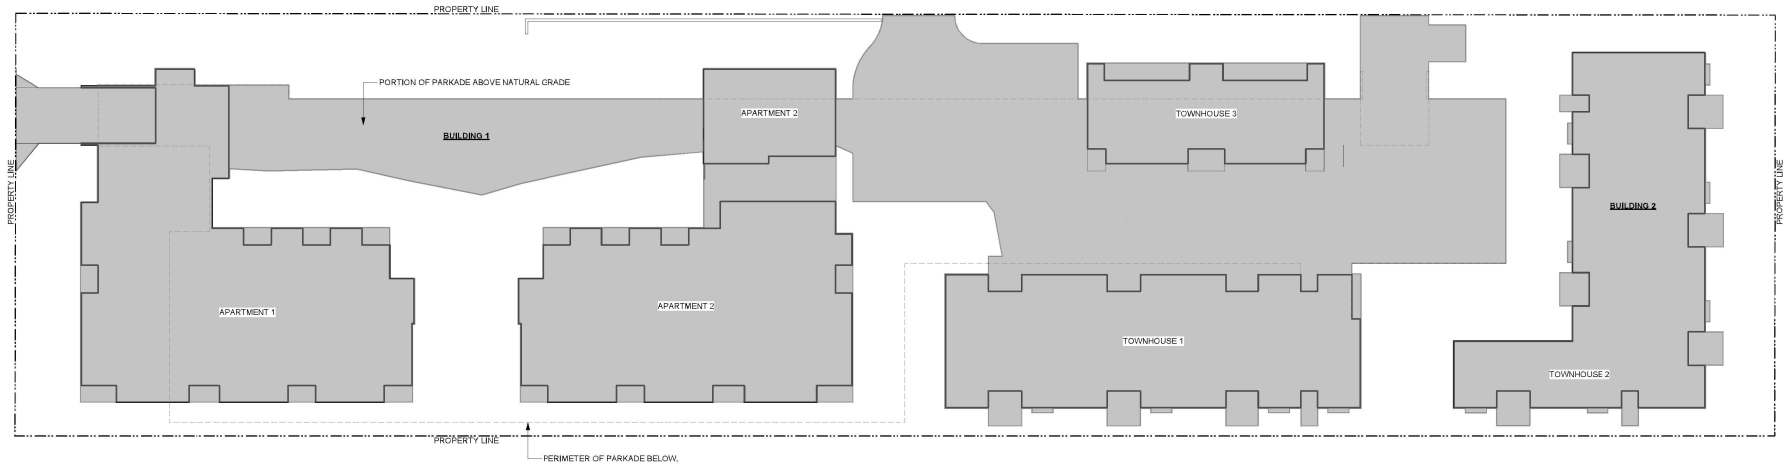 PROPERTY LINE
PORTION OF PARKADE ABOVE NATURAL GRADE
BUILDING 1
APARTMENT 2
TOWNHOUSE 3
PROPERTY LINE
PROPERTY LINE
BUILDING 2
APARTMENT 1
APARTMENT 2
TOWNHOUSE 1
TOWNHOUSE 2
PROPERTY LINE
PERIMETER OF PARKADE BELOW.